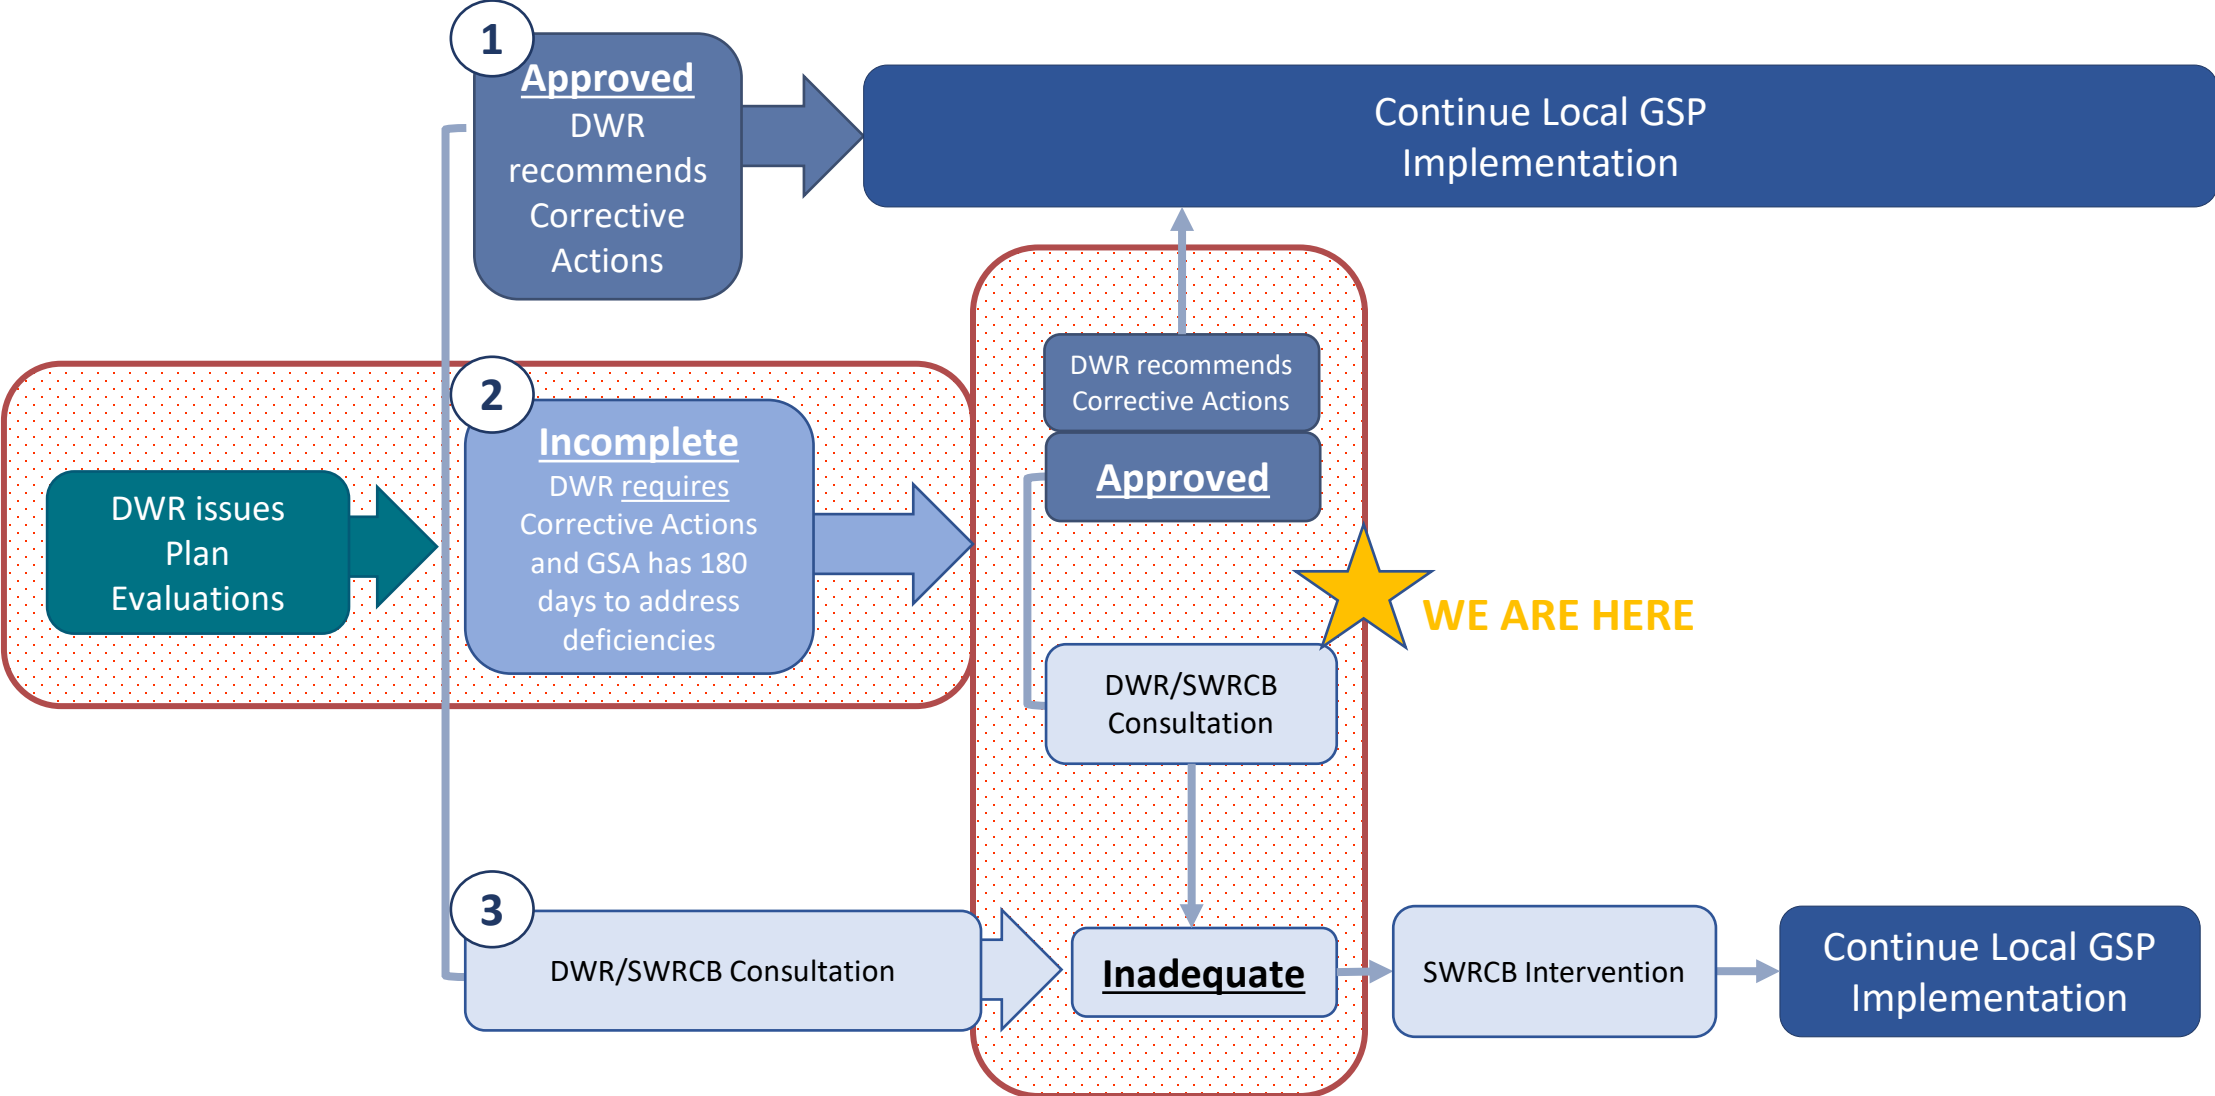 1
Approved
DWR
recommends
Corrective
Actions
Continue Local GSP
Implementation
DWR issues
Plan
Evaluations
2
Incomplete
DWR requires
Corrective Actions
and GSA has 180
days to address
deficiencies
DWR recommends
Corrective Actions
Approved
WE ARE HERE
DWR/SWRCB
Consultation
3
DWR/SWRCB Consultation
Inadequate
SWRCB Intervention
Continue Local GSP
Implementation